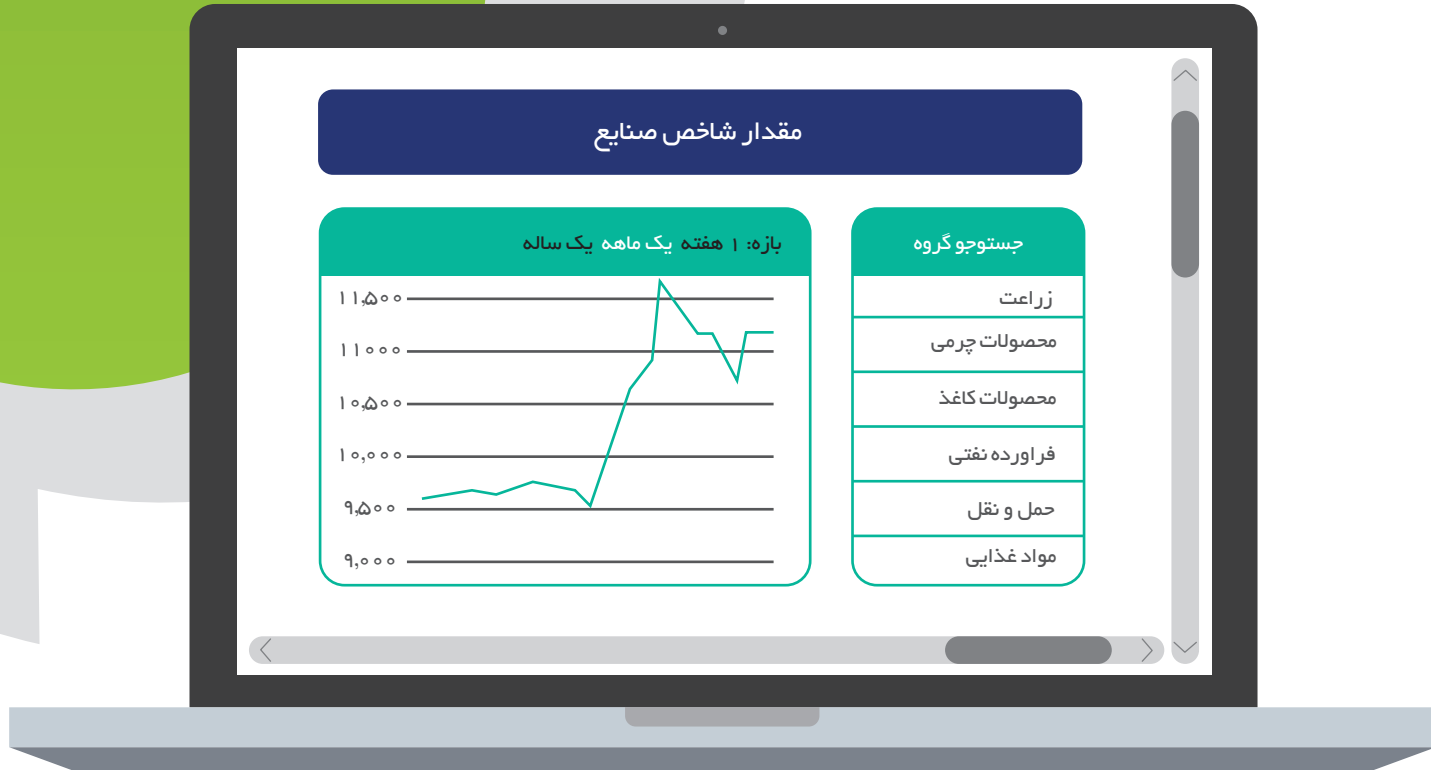 مقدار شاخص صنایع
جستوجو گروه
زراعت
محصولات چرمی
محصولات کاغذ
فراورده نفتی
حمل و نقل
مواد غذایی
بازه: ۱ هفته یک ماهه یک ساله
۱۱,۵۰۰
۱۱۰۰۰
۱۰,۵۰۰
۱۰,۰۰۰
۹,۵۰۰
۹,۰۰۰